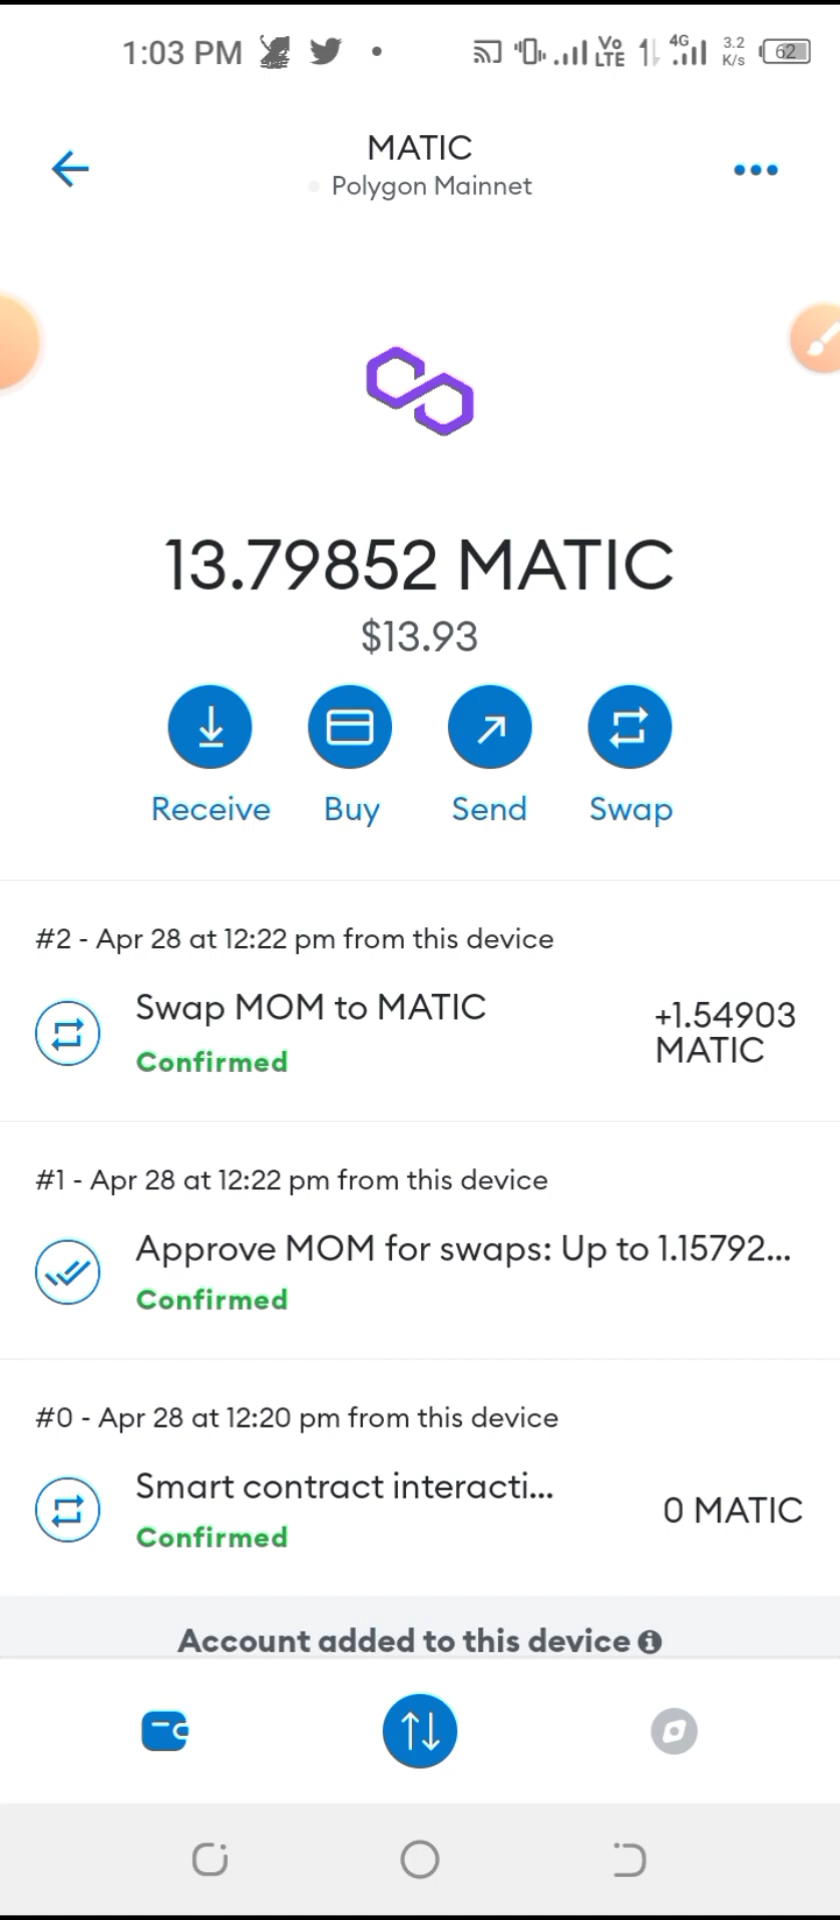 1:03 PM
Vo LTE 4G 3.2 K/s 62
MATIC
Polygon Mainnet
13.79852 MATIC
$13.93
Receive Buy Send Swap
#2 - Apr 28 at 12:22 pm from this device
Swap MOM to MATIC
+1.54903
MATIC
Confirmed
#1 - Apr 28 at 12:22 pm from this device
Approve MOM for swaps: Up to 1.15792...
Confirmed
#0 - Apr 28 at 12:20 pm from this device
Smart contract interacti...
0 MATIC
Confirmed
Account added to this device